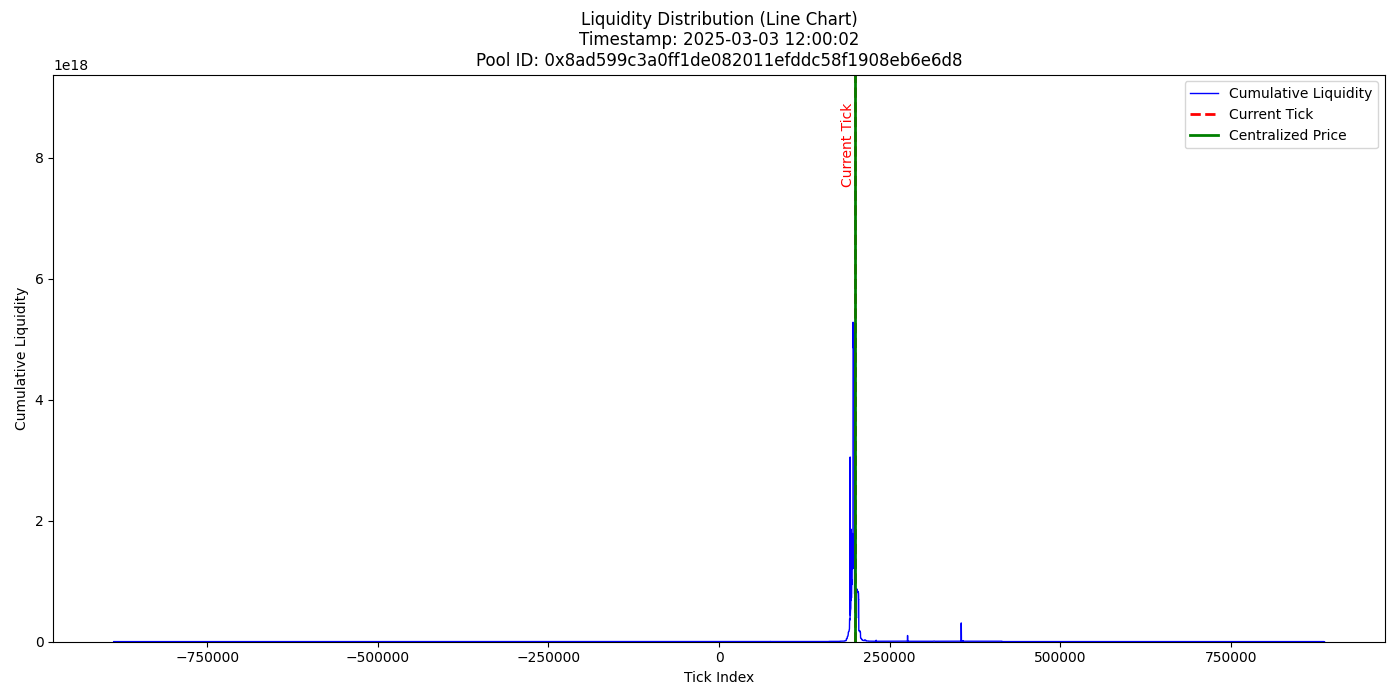 Liquidity Distribution (Line Chart)
Timestamp: 2025-03-03 12:00:02
Pool ID: 0x8ad599c3a0ff1de082011efddc58f1908eb6e6d8
1e18
Cumulative Liquidity
Current Tick
Centralized Price
Current Tick
8
6
4
2
0
Cumulative Liquidity
−750000 −500000 −250000 0 250000 500000 750000
Tick Index